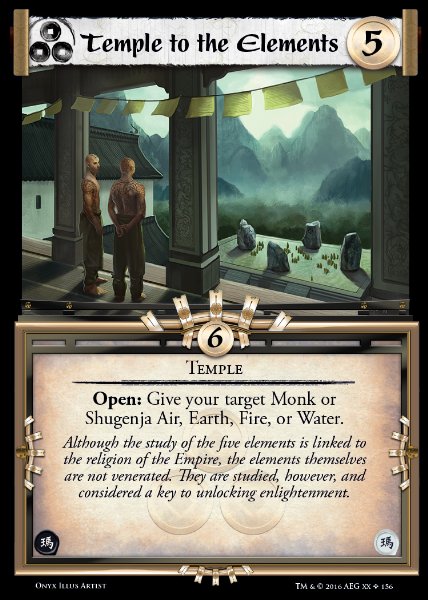 Temple to the Elements 5
6
Temple
Open: Give your target Monk or
Shugenja Air, Earth, Fire, or Water.
Although the study of the five elements is linked to
the religion of the Empire, the elements themselves
are not venerated. They are studied, however, and
considered a key to unlocking enlightenment.
瑪 瑪
Onyx Illus Artist TM & © 2016 AEG XX ❖ 156